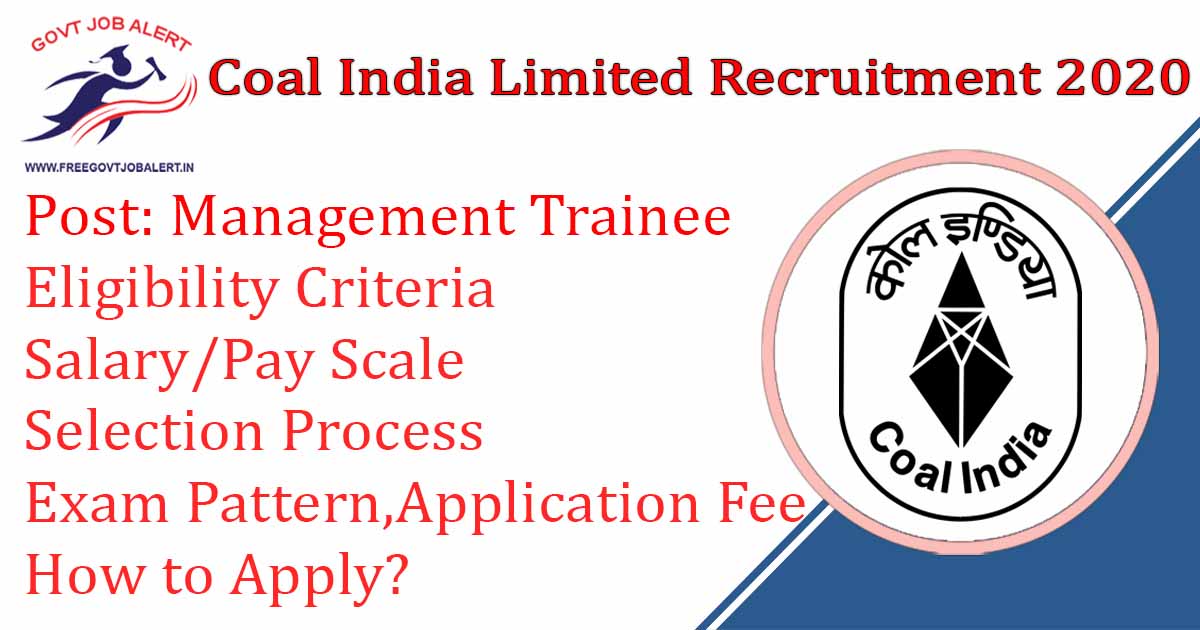 GOVT JOB ALERT
WWW.FREEGOVTJOBALERT.IN
Coal India Limited Recruitment 2020
Post: Management Trainee
Eligibility Criteria
Salary/Pay Scale
Selection Process
Exam Pattern,Application Fee
How to Apply?
कोल इण्डिया
Coal India